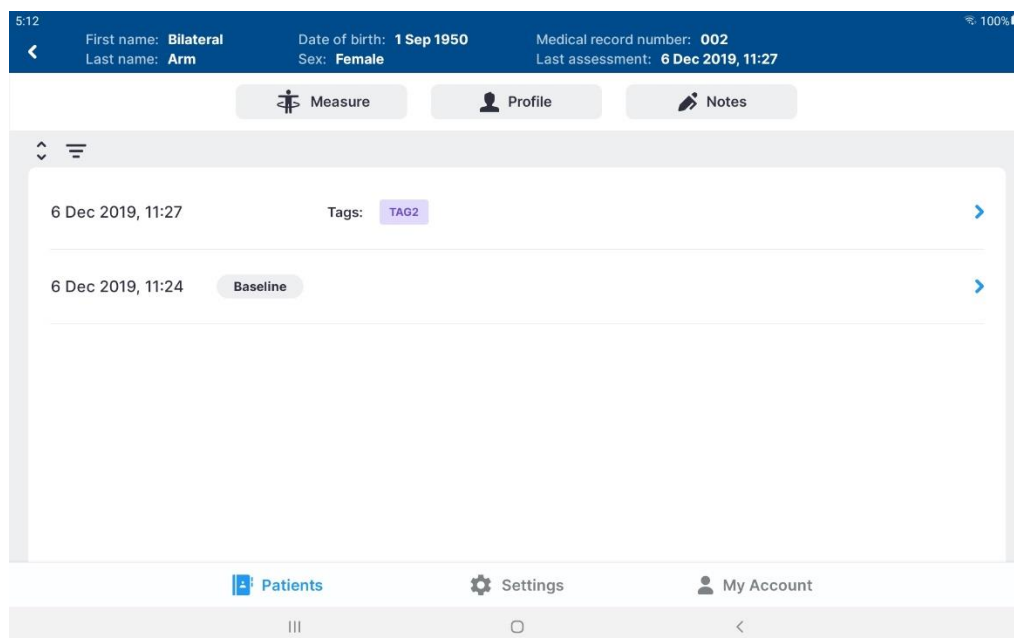 5:12 100%
First name: Bilateral Date of birth: 1 Sep 1950 Medical record number: 002
Last name: Arm Sex: Female Last assessment: 6 Dec 2019, 11:27
Measure Profile Notes
6 Dec 2019, 11:27 Tags: TAG2
6 Dec 2019, 11:24 Baseline
Patients Settings My Account